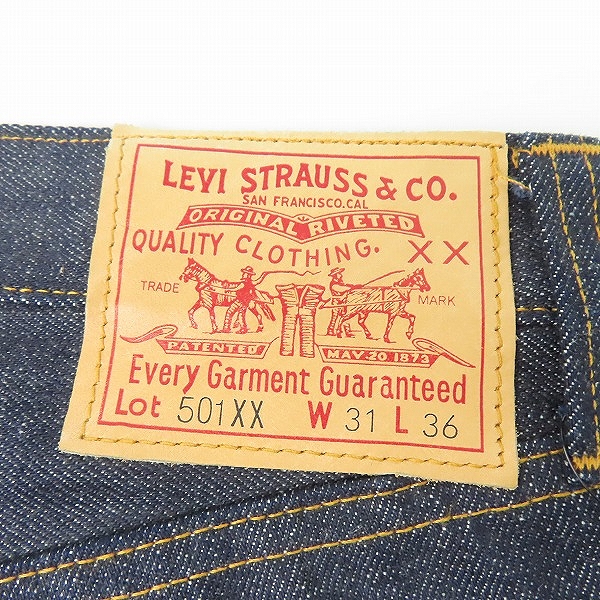 LEVI STRAUSS & CO.
SAN FRANCISCO.CAL
ORIGINAL RIVETED
QUALITY CLOTHING. XX
TRADE MARK
PATENTED MAY.20.1873
Every Garment Guaranteed
Lot 501XX W 31 L 36